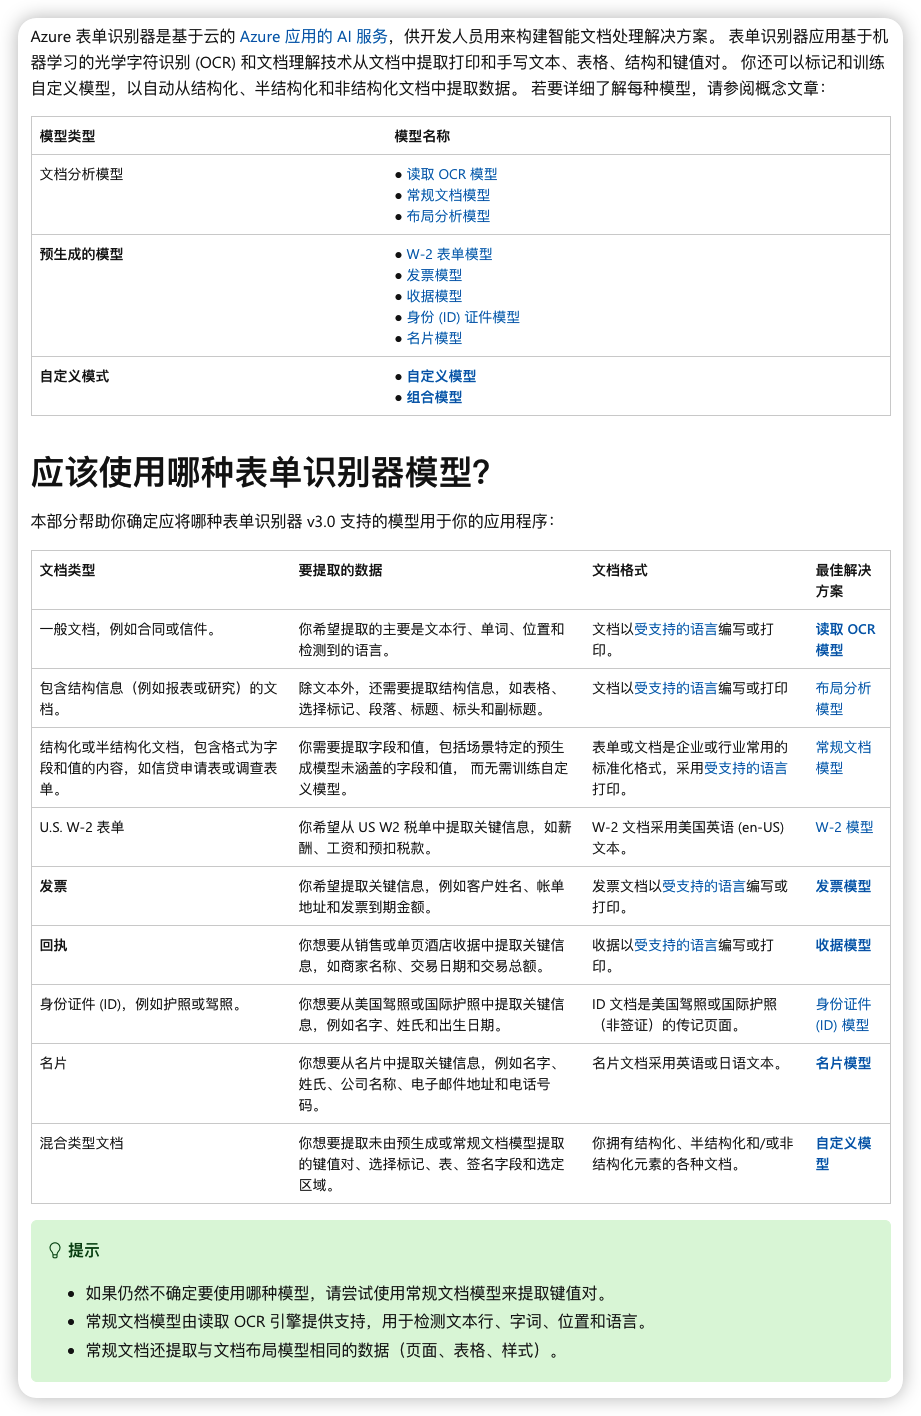 Azure 表单识别器是基于云的 Azure 应用的 AI 服务，供开发人员用来构建智能文档处理解决方案。 表单识别器应用基于机
器学习的光学字符识别 (OCR) 和文档理解技术从文档中提取打印和手写文本、表格、结构和键值对。 你还可以标记和训练
自定义模型，以自动从结构化、半结构化和非结构化文档中提取数据。 若要详细了解每种模型，请参阅概念文章：
模型类型 模型名称
文档分析模型 ● 读取 OCR 模型
● 常规文档模型
● 布局分析模型
预生成的模型 ● W-2 表单模型
● 发票模型
● 收据模型
● 身份 (ID) 证件模型
● 名片模型
自定义模式 ● 自定义模型
● 组合模型
应该使用哪种表单识别器模型？
本部分帮助你确定应将哪种表单识别器 v3.0 支持的模型用于你的应用程序：
文档类型 要提取的数据 文档格式 最佳解决
方案
一般文档，例如合同或信件。 你希望提取的主要是文本行、单词、位置和 文档以受支持的语言编写或打 读取 OCR
检测到的语言。 印。 模型
包含结构信息（例如报表或研究）的文 除文本外，还需要提取结构信息，如表格、 文档以受支持的语言编写或打印 布局分析
档。 选择标记、段落、标题、标头和副标题。 模型
结构化或半结构化文档，包含格式为字 你需要提取字段和值，包括场景特定的预生 表单或文档是企业或行业常用的 常规文档
段和值的内容，如信贷申请表或调查表 成模型未涵盖的字段和值， 而无需训练自定 标准化格式，采用受支持的语言 模型
单。 义模型。 打印。
U.S. W-2 表单 你希望从 US W2 税单中提取关键信息，如薪 W-2 文档采用美国英语 (en-US) W-2 模型
酬、工资和预扣税款。 文本。
发票 你希望提取关键信息，例如客户姓名、帐单 发票文档以受支持的语言编写或 发票模型
地址和发票到期金额。 打印。
回执 你想要从销售或单页酒店收据中提取关键信 收据以受支持的语言编写或打 收据模型
息，如商家名称、交易日期和交易总额。 印。
身份证件 (ID)，例如护照或驾照。 你想要从美国驾照或国际护照中提取关键信 ID 文档是美国驾照或国际护照 身份证件
息，例如名字、姓氏和出生日期。 （非签证）的传记页面。 (ID) 模型
名片 你想要从名片中提取关键信息，例如名字、 名片文档采用英语或日语文本。 名片模型
姓氏、公司名称、电子邮件地址和电话号
码。
混合类型文档 你想要提取未由预生成或常规文档模型提取 你拥有结构化、半结构化和/或非 自定义模
的键值对、选择标记、表、签名字段和选定 结构化元素的各种文档。 型
区域。
提示
● 如果仍然不确定要使用哪种模型，请尝试使用常规文档模型来提取键值对。
● 常规文档模型由读取 OCR 引擎提供支持，用于检测文本行、字词、位置和语言。
● 常规文档还提取与文档布局模型相同的数据（页面、表格、样式）。